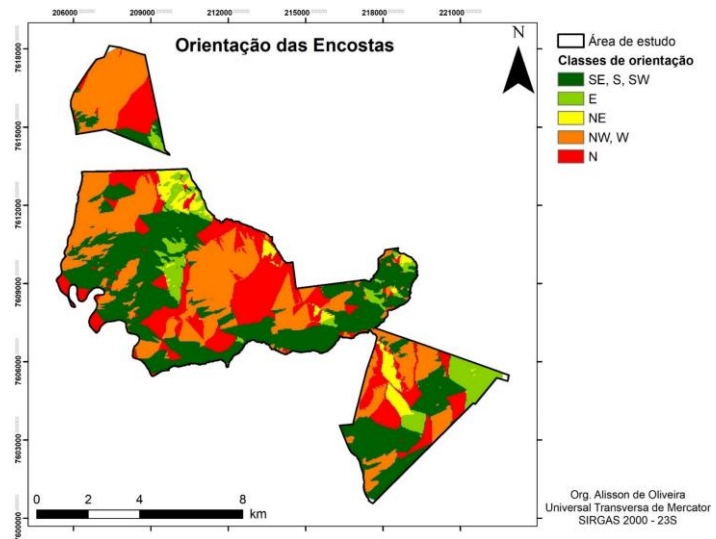 206000 209000 212000 215000 218000 221000
Orientação das Encostas
N
Área de estudo
Classes de orientação
SE, S, SW
E
NE
NW, W
N
7618000
7615000
7612000
7609000
7606000
7603000
7600000
0 2 4 8
km
Org. Alisson de Oliveira
Universal Transversa de Mercator
SIRGAS 2000 - 23S